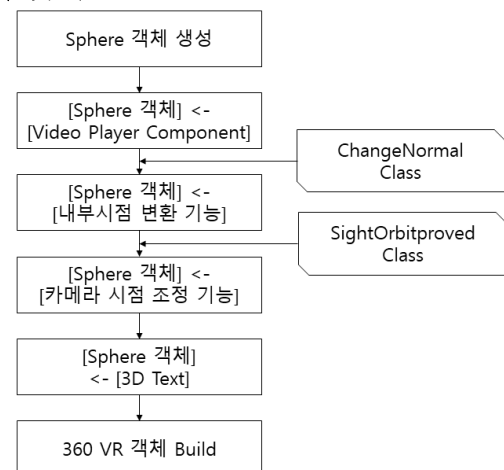 Sphere 객체 생성
[Sphere 객체] <-
[Video Player Component]
ChangeNormal
Class
[Sphere 객체] <-
[내부시점 변환 기능]
SightOrbitproved
Class
[Sphere 객체] <-
[카메라 시점 조정 기능]
[Sphere 객체]
<- [3D Text]
360 VR 객체 Build